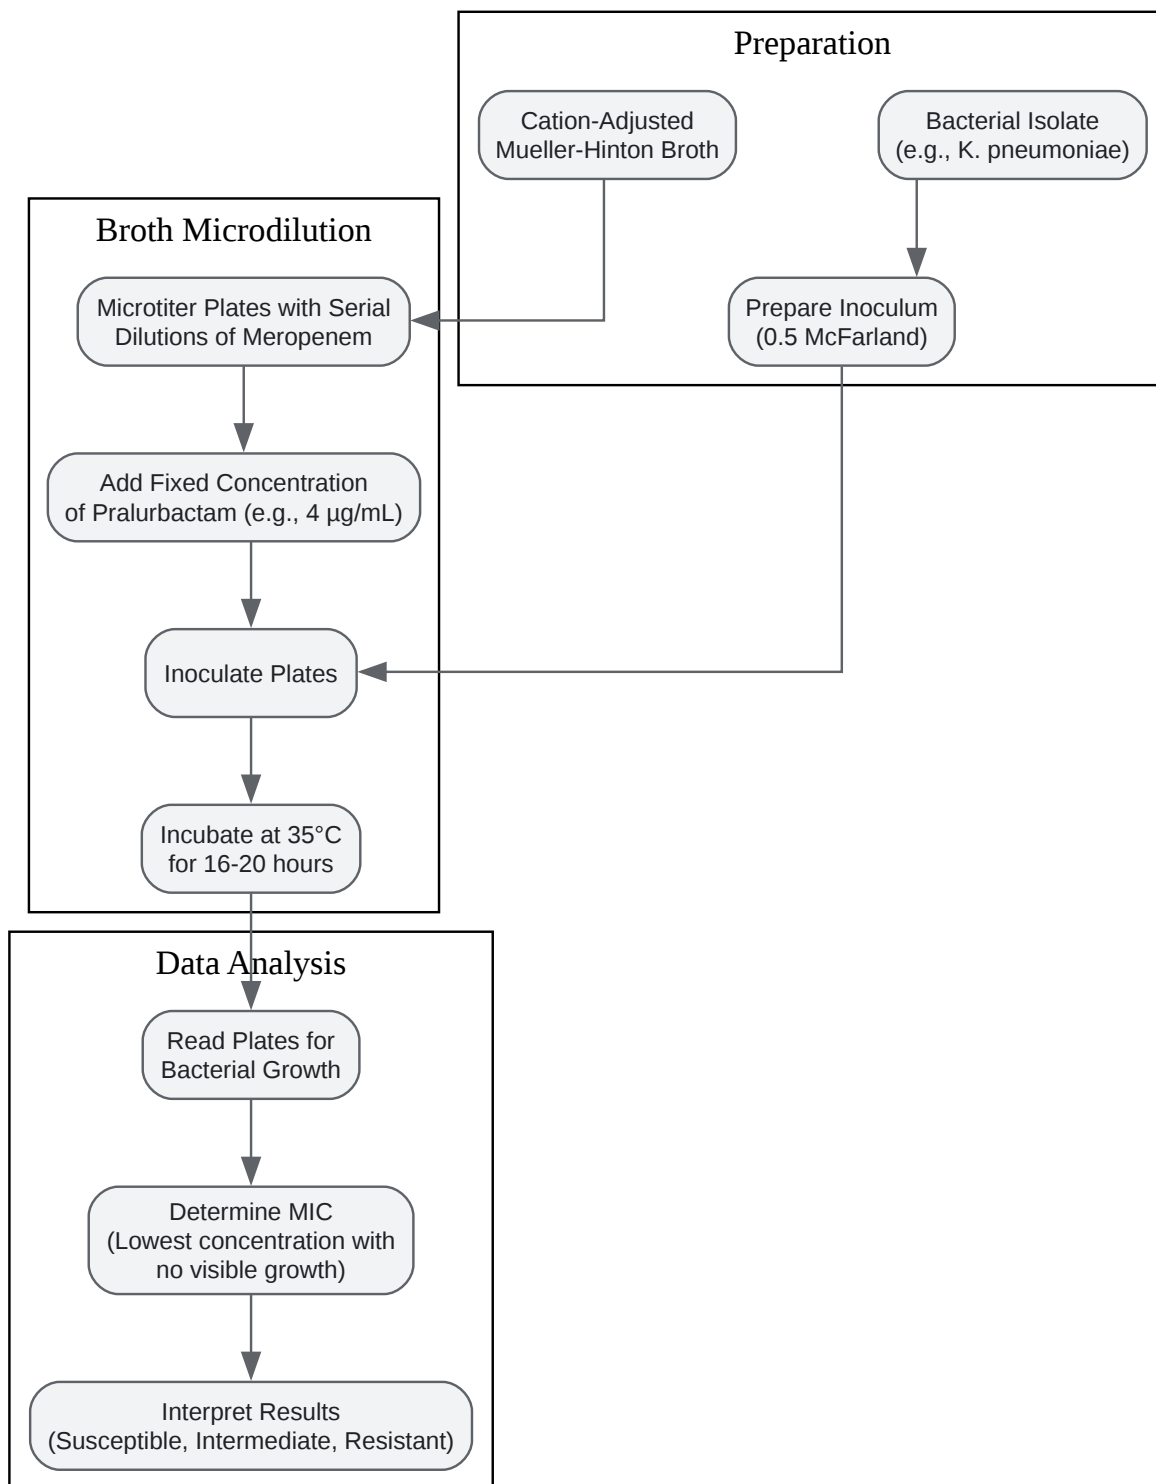 Preparation
Cation-Adjusted
Mueller-Hinton Broth
Bacterial Isolate
(e.g., K. pneumoniae)
Prepare Inoculum
(0.5 McFarland)
Broth Microdilution
Microtiter Plates with Serial
Dilutions of Meropenem
Add Fixed Concentration
of Pralurbactam (e.g., 4 µg/mL)
Inoculate Plates
Incubate at 35°C
for 16-20 hours
Data Analysis
Read Plates for
Bacterial Growth
Determine MIC
(Lowest concentration with
no visible growth)
Interpret Results
(Susceptible, Intermediate, Resistant)